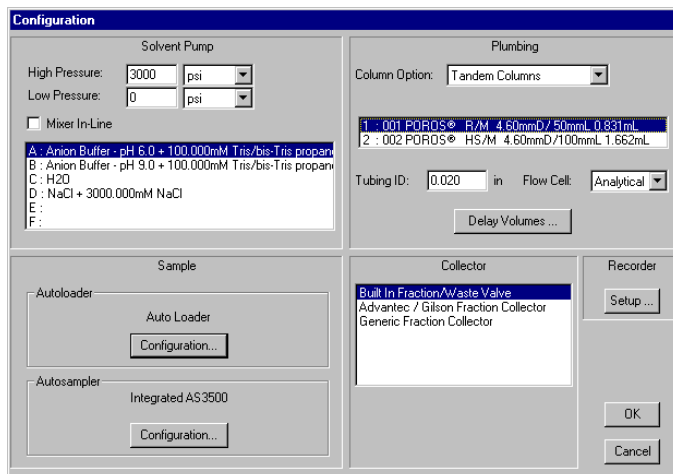 Configuration
Solvent Pump
High Pressure: 3000 psi
Low Pressure: 0 psi
Mixer In-Line
A : Anion Buffer - pH 6.0 + 100.000mM Tris/bis-Tris propane
B : Anion Buffer - pH 9.0 + 100.000mM Tris/bis-Tris propane
C : H2O
D : NaCl + 3000.000mM NaCl
E :
F :
Plumbing
Column Option: Tandem Columns
1 : 001 POROS® R/M 4.60mmD/ 50mmL 0.831mL
2 : 002 POROS® HS/M 4.60mmD/100mmL 1.662mL
Tubing ID: 0.020 in Flow Cell: Analytical
Delay Volumes ...
Sample
Autoloader
Auto Loader
Configuration...
Autosampler
Integrated AS3500
Configuration...
Collector
Built In Fraction/Waste Valve
Advantec / Gilson Fraction Collector
Generic Fraction Collector
Recorder
Setup ...
OK
Cancel